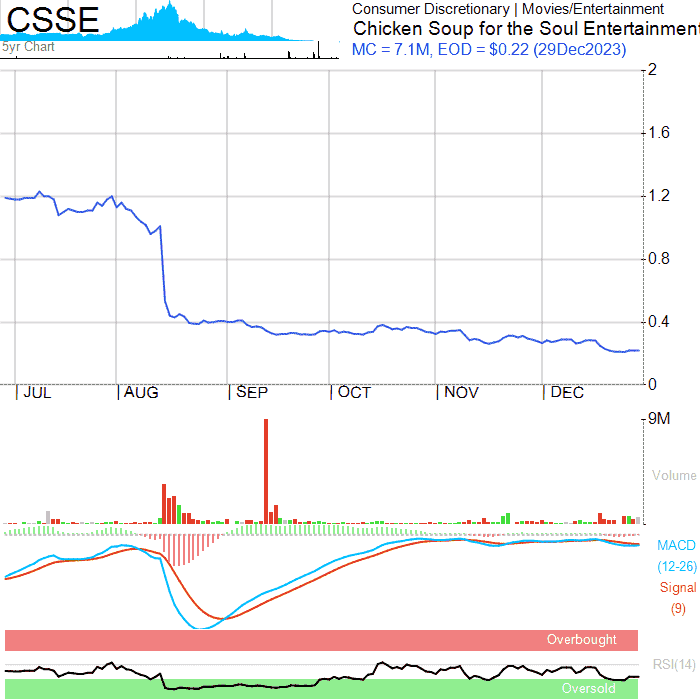 CSSE
5yr Chart
Consumer Discretionary | Movies/Entertainment
Chicken Soup for the Soul Entertainment
MC = 7.1M, EOD = $0.22 (29Dec2023)
2
1.6
1.2
0.8
0.4
0
| JUL | AUG | SEP | OCT | NOV | DEC
9M
Volume
MACD
(12-26)
Signal
(9)
Overbought
RSI(14)
Oversold